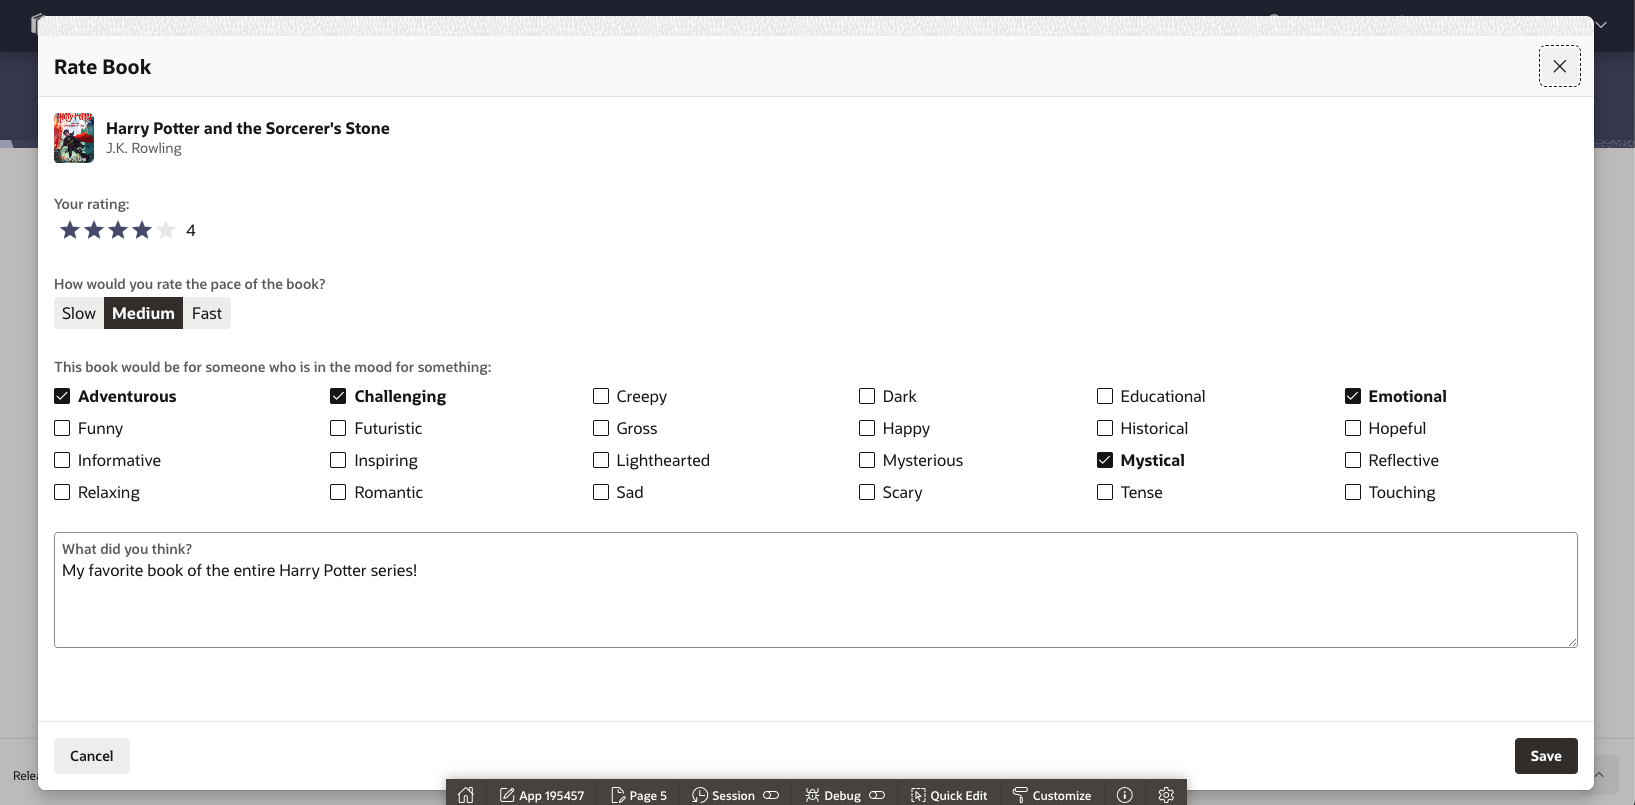 Rate Book
Harry Potter and the Sorcerer's Stone
J.K. Rowling
Your rating:
4
How would you rate the pace of the book?
Slow Medium Fast
This book would be for someone who is in the mood for something:
Adventurous Challenging Creepy Dark Educational Emotional
Funny Futuristic Gross Happy Historical Hopeful
Informative Inspiring Lighthearted Mysterious Mystical Reflective
Relaxing Romantic Sad Scary Tense Touching
What did you think?
My favorite book of the entire Harry Potter series!
Cancel Save
App 195457 Page 5 Session Debug Quick Edit Customize